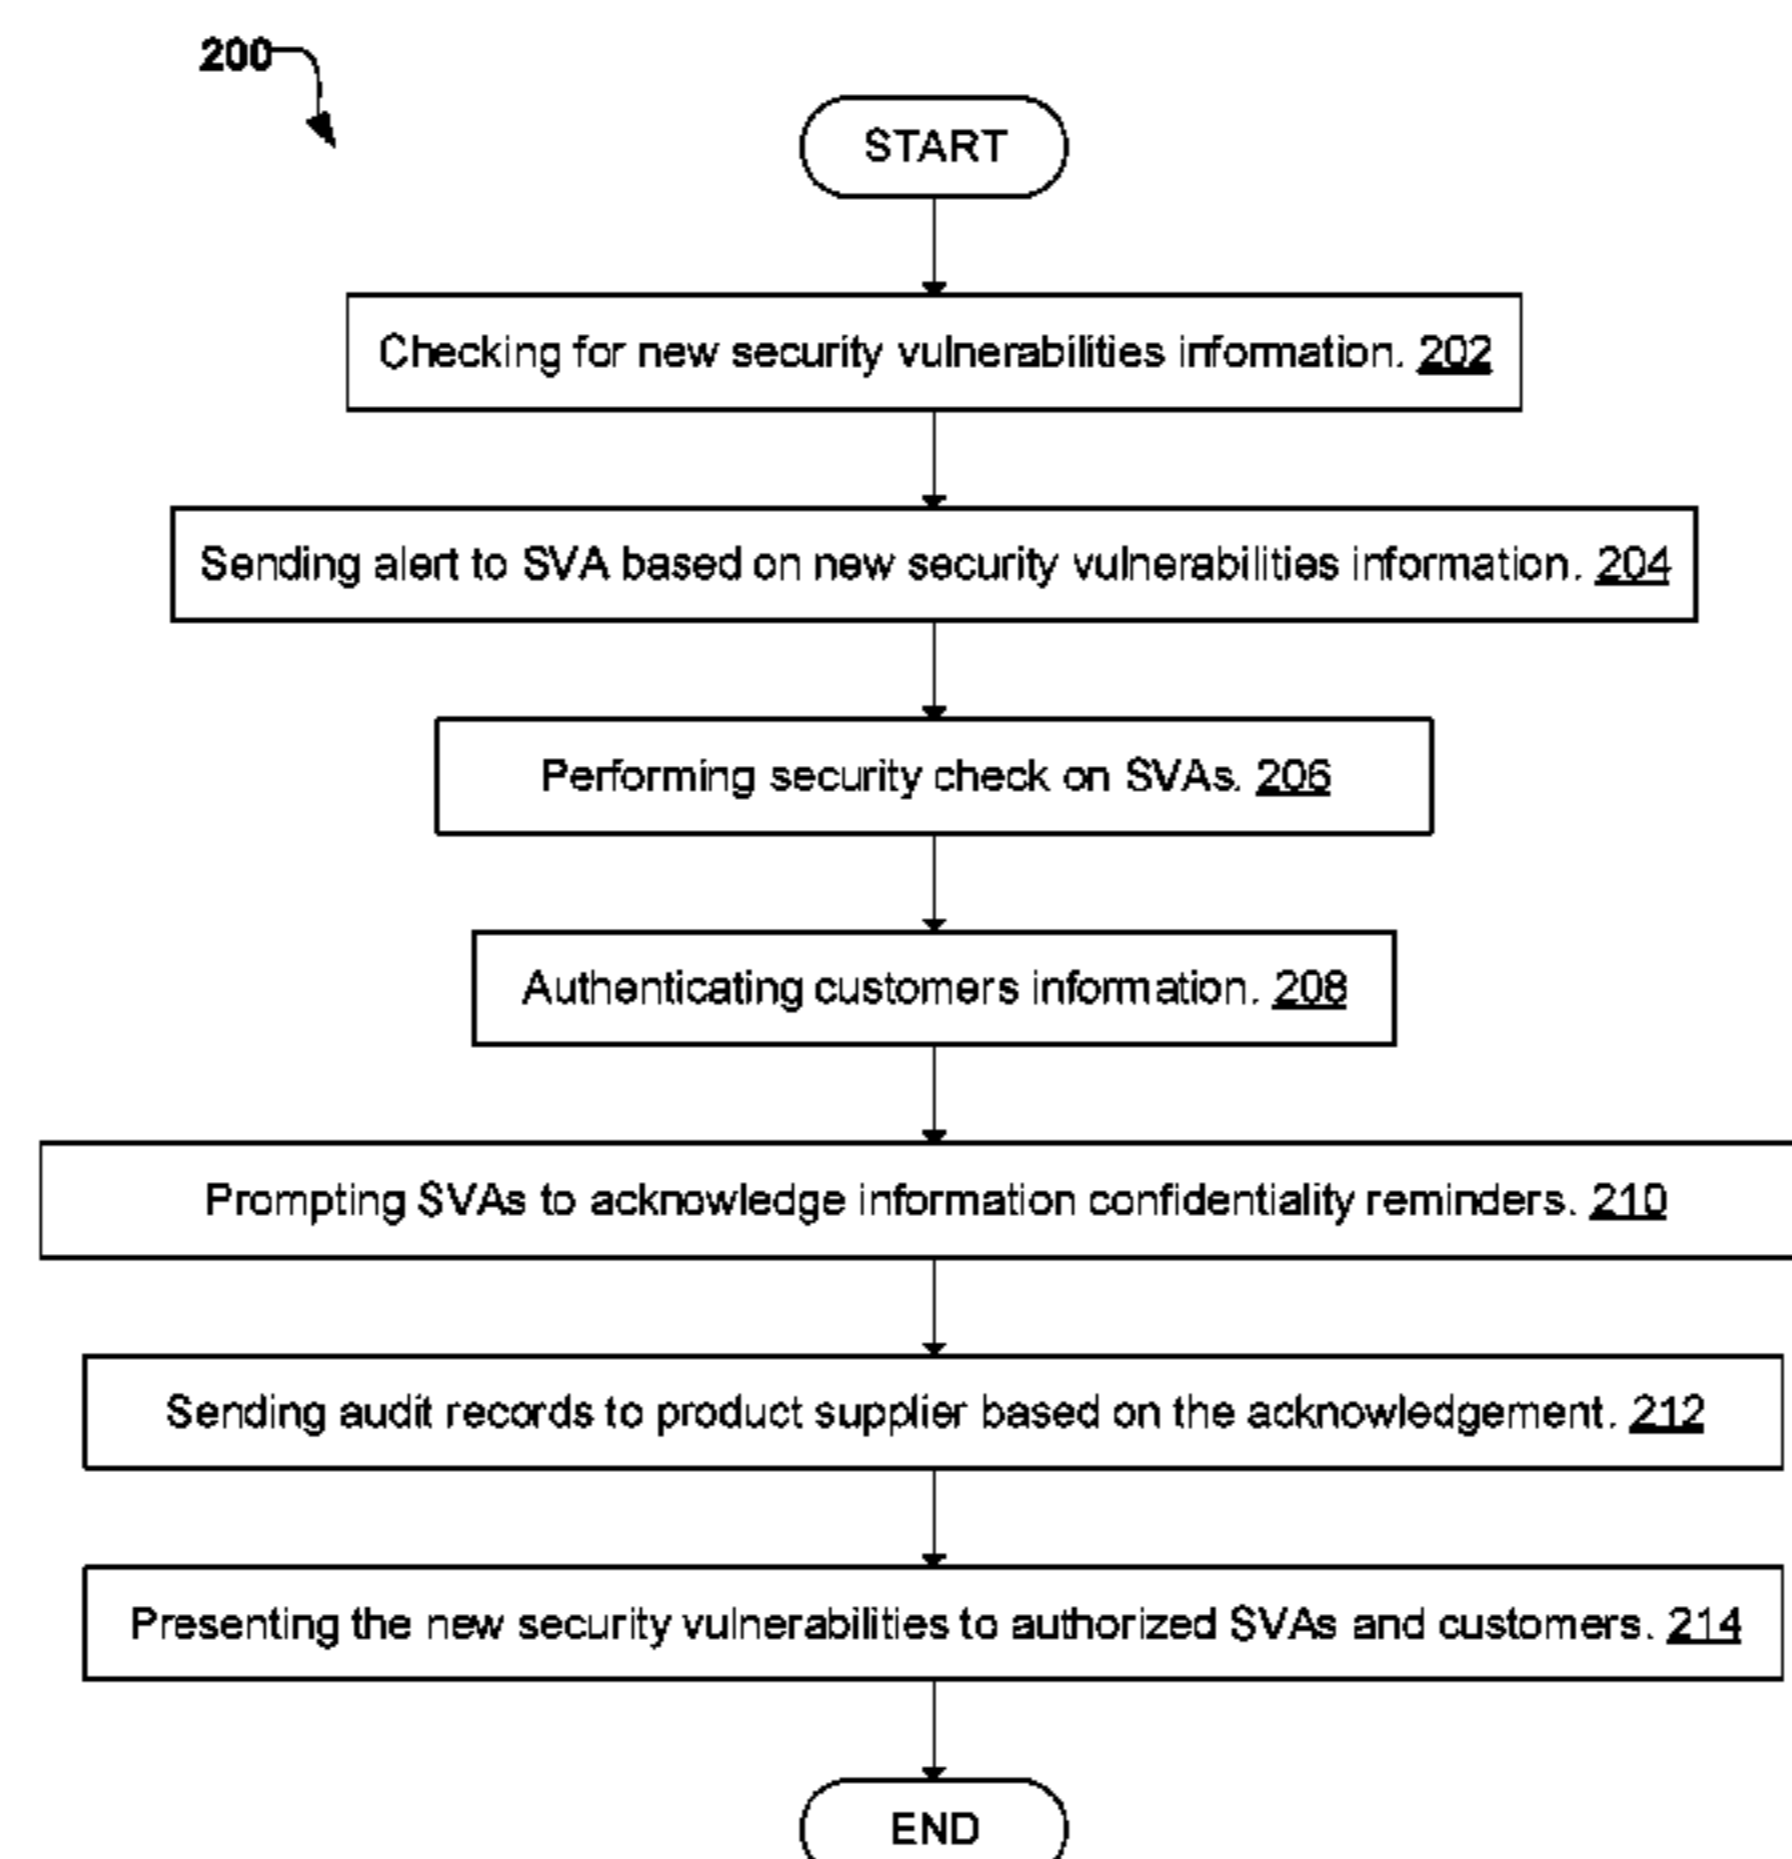 200
START
Checking for new security vulnerabilities information. 202
Sending alert to SVA based on new security vulnerabilities information. 204
Performing security check on SVAs. 206
Authenticating customers information. 208
Prompting SVAs to acknowledge information confidentiality reminders. 210
Sending audit records to product supplier based on the acknowledgement. 212
Presenting the new security vulnerabilities to authorized SVAs and customers. 214
END